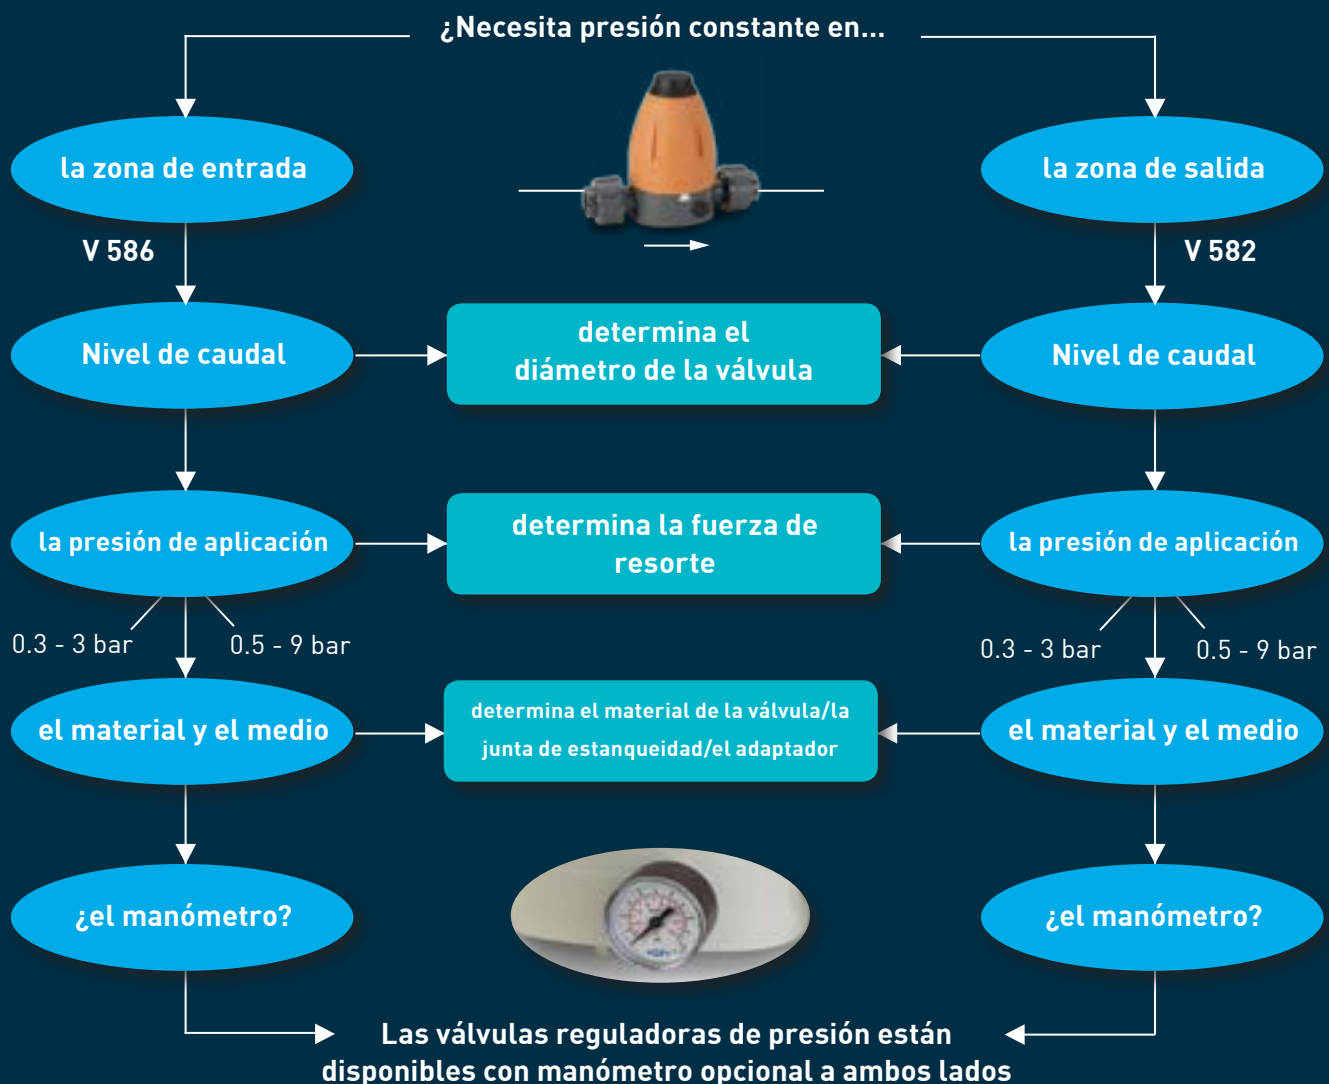 ¿Necesita presión constante en...
la zona de entrada
la zona de salida
V 586
V 582
Nivel de caudal
determina el
diámetro de la válvula
Nivel de caudal
la presión de aplicación
determina la fuerza de
resorte
la presión de aplicación
0.3 - 3 bar
0.5 - 9 bar
0.3 - 3 bar
0.5 - 9 bar
el material y el medio
determina el material de la válvula/la
junta de estanqueidad/el adaptador
el material y el medio
¿el manómetro?
¿el manómetro?
Las válvulas reguladoras de presión están
disponibles con manómetro opcional a ambos lados